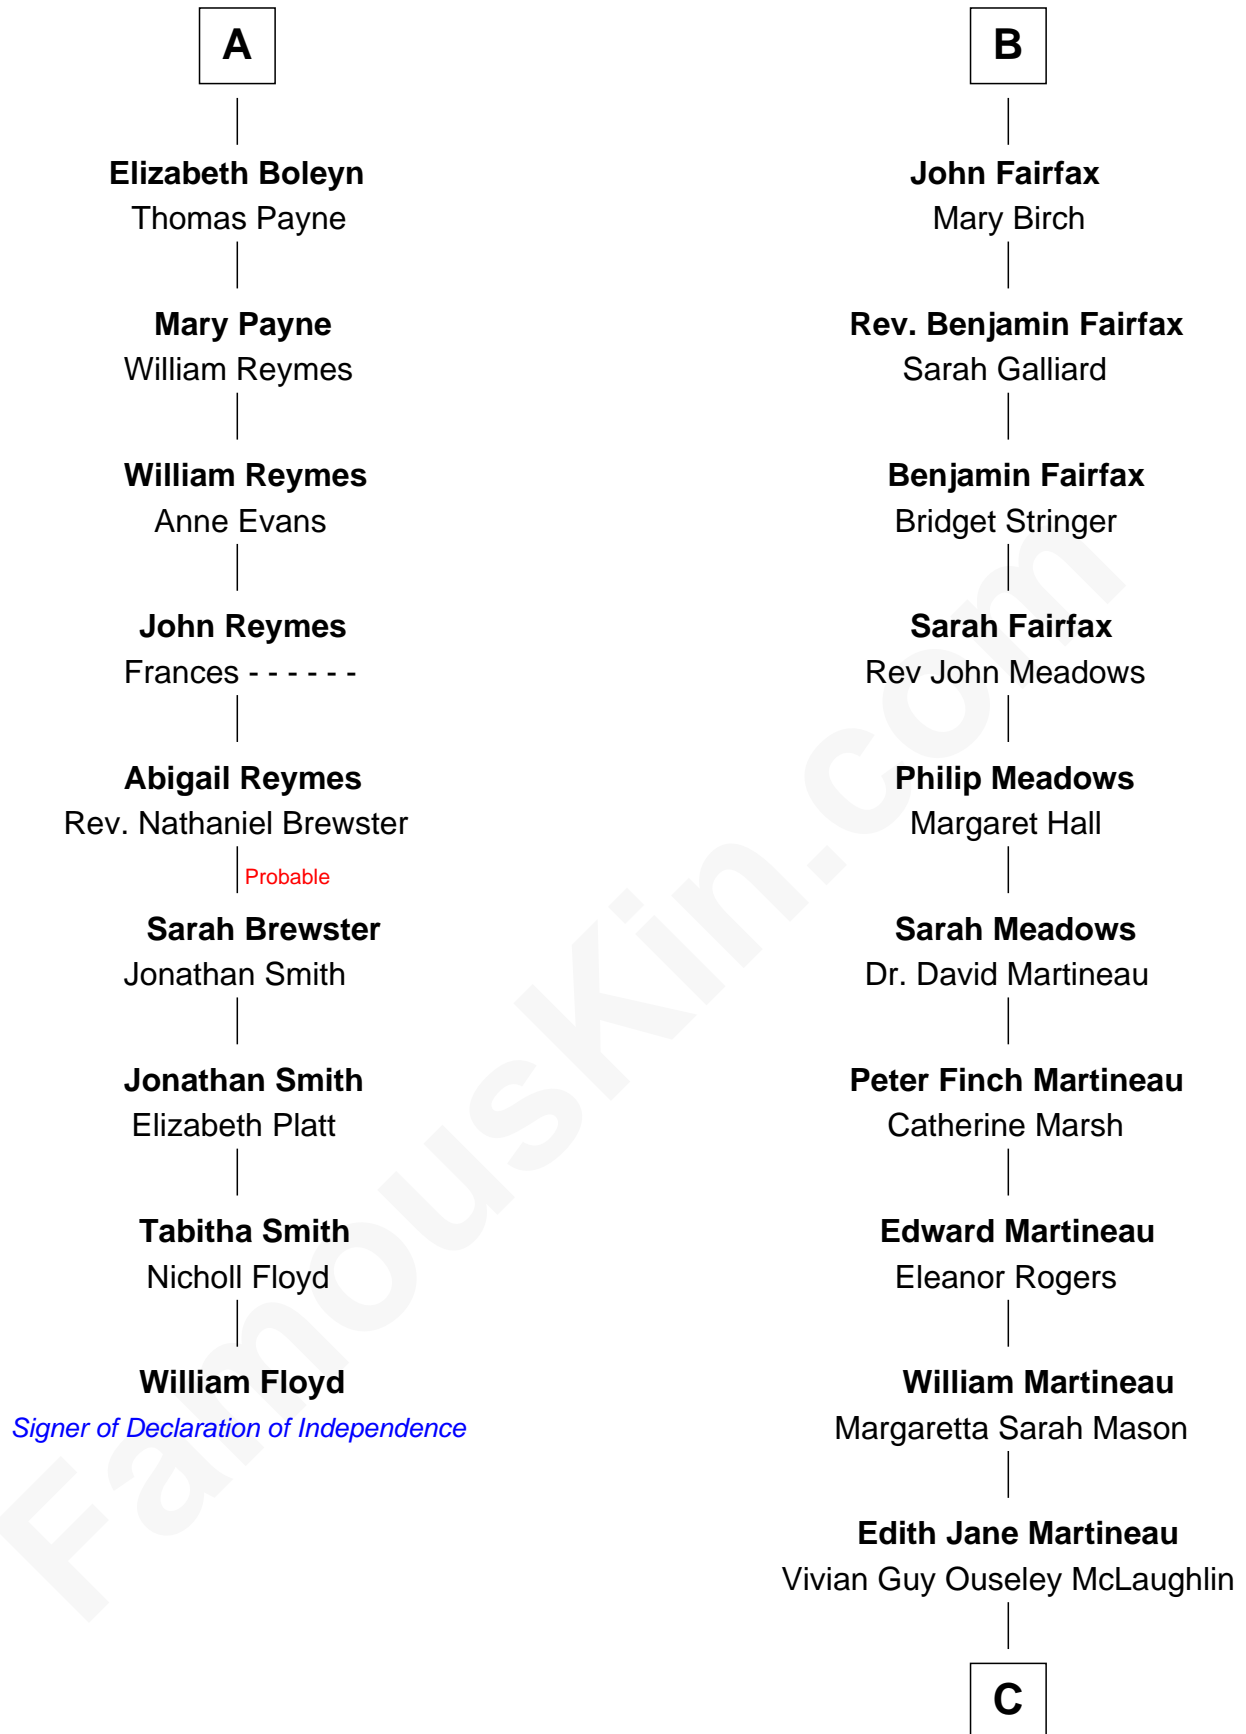 A
Elizabeth Boleyn
Thomas Payne
Mary Payne
William Reymes
William Reymes
Anne Evans
John Reymes
Frances - - - - - -
Abigail Reymes
Rev. Nathaniel Brewster
Probable
Sarah Brewster
Jonathan Smith
Jonathan Smith
Elizabeth Platt
Tabitha Smith
Nicholl Floyd
William Floyd
Signer of Declaration of Independence
B
John Fairfax
Mary Birch
Rev. Benjamin Fairfax
Sarah Galliard
Benjamin Fairfax
Bridget Stringer
Sarah Fairfax
Rev John Meadows
Philip Meadows
Margaret Hall
Sarah Meadows
Dr. David Martineau
Peter Finch Martineau
Catherine Marsh
Edward Martineau
Eleanor Rogers
William Martineau
Margaretta Sarah Mason
Edith Jane Martineau
Vivian Guy Ouseley McLaughlin
C
FamousKin.com